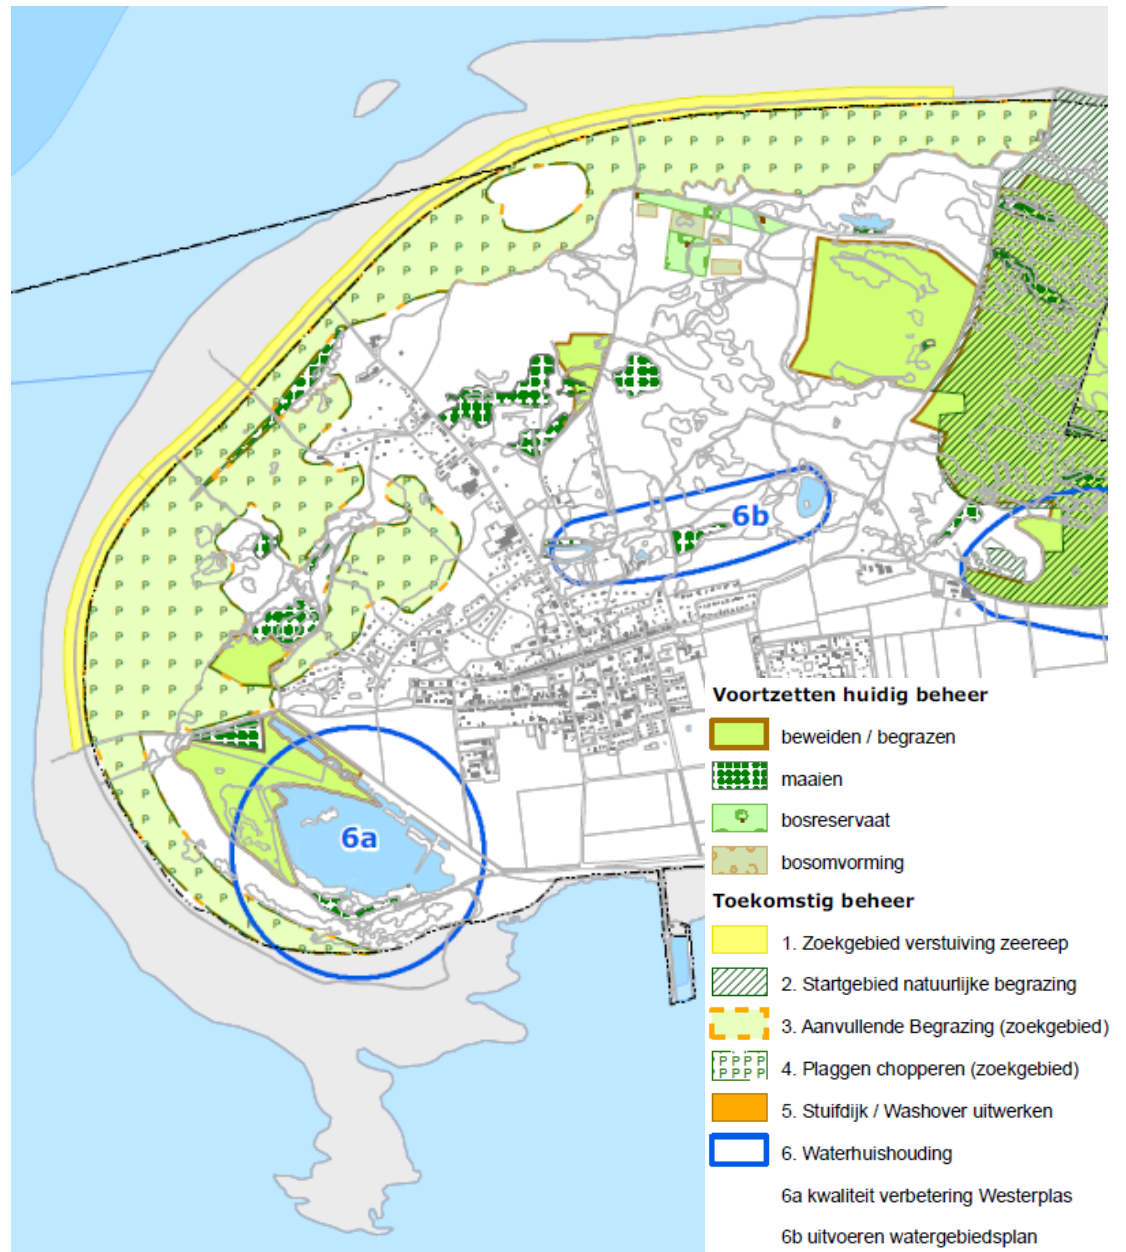 6b
6a
Voortzetten huidig beheer
beweiden / begrazen
maaien
bosreservaat
bosomvorming
Toekomstig beheer
1. Zoekgebied verstuiving zeereep
2. Startgebied natuurlijke begrazing
3. Aanvullende Begrazing (zoekgebied)
P P P P
P P P P
4. Plaggen chopperen (zoekgebied)
5. Stuifdijk / Washover uitwerken
6. Waterhuishouding
6a kwaliteit verbetering Westerplas
6b uitvoeren watergebiedsplan